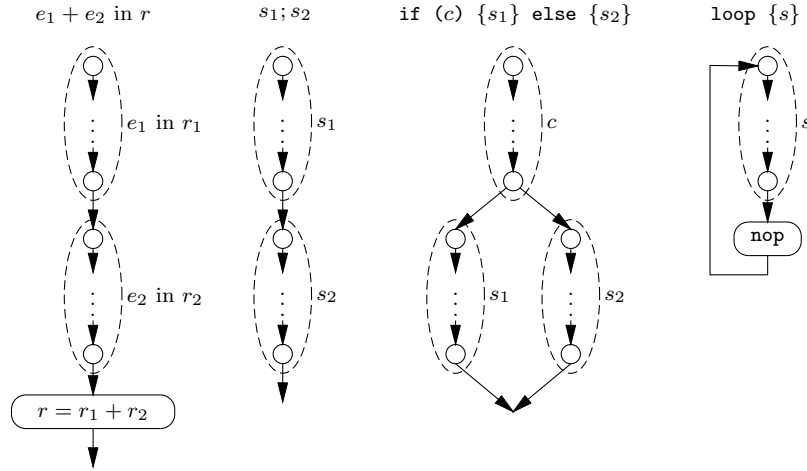 e₁ + e₂ in r
s₁; s₂
if (c) {s₁} else {s₂}
loop {s}
e₁ in r₁
s₁
c
s
nop
e₂ in r₂
s₂
s₁
s₂
r = r₁ + r₂